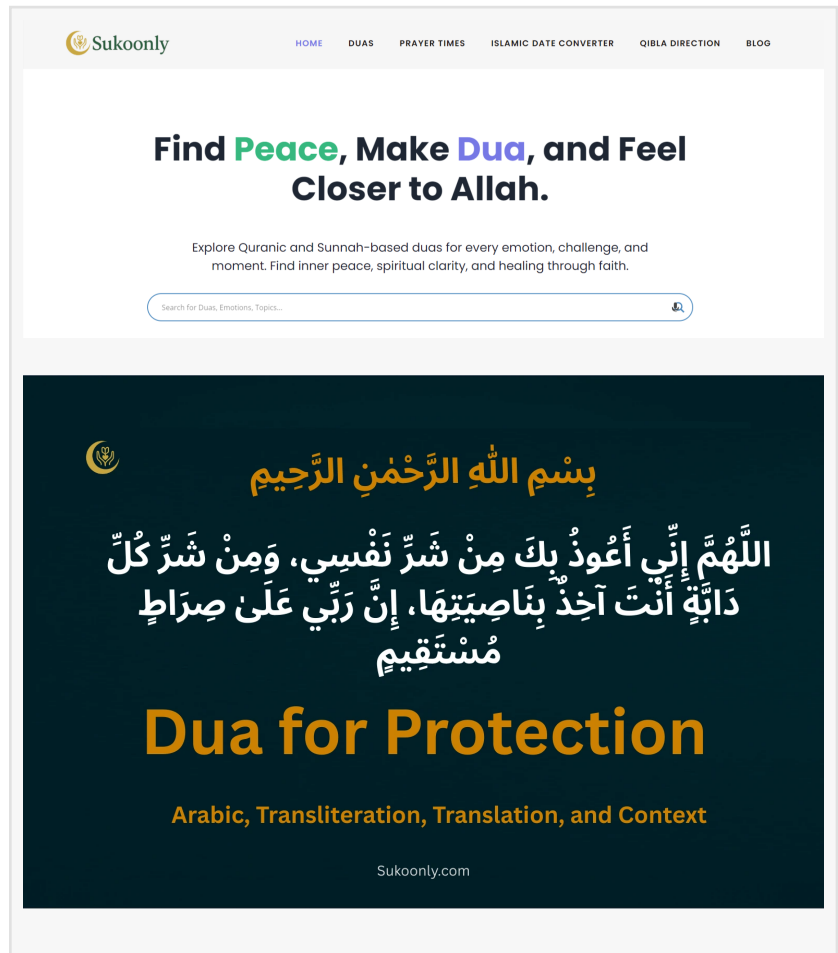 Sukoonly
HOME DUAS PRAYER TIMES ISLAMIC DATE CONVERTER QIBLA DIRECTION BLOG
Find Peace, Make Dua, and Feel
Closer to Allah.
Explore Quranic and Sunnah-based duas for every emotion, challenge, and
moment. Find inner peace, spiritual clarity, and healing through faith.
Search for Duas, Emotions, Topics...
بِسْمِ اللّٰهِ الرَّحْمٰنِ الرَّحِيمِ
اللَّهُمَّ إِنِّي أَعُوذُ بِكَ مِنْ شَرِّ نَفْسِي، وَمِنْ شَرِّ كُلِّ
دَابَّةٍ أَنْتَ آخِذٌ بِنَاصِيَتِهَا، إِنَّ رَبِّي عَلَىٰ صِرَاطٍ
مُسْتَقِيمٍ
Dua for Protection
Arabic, Transliteration, Translation, and Context
Sukoonly.com